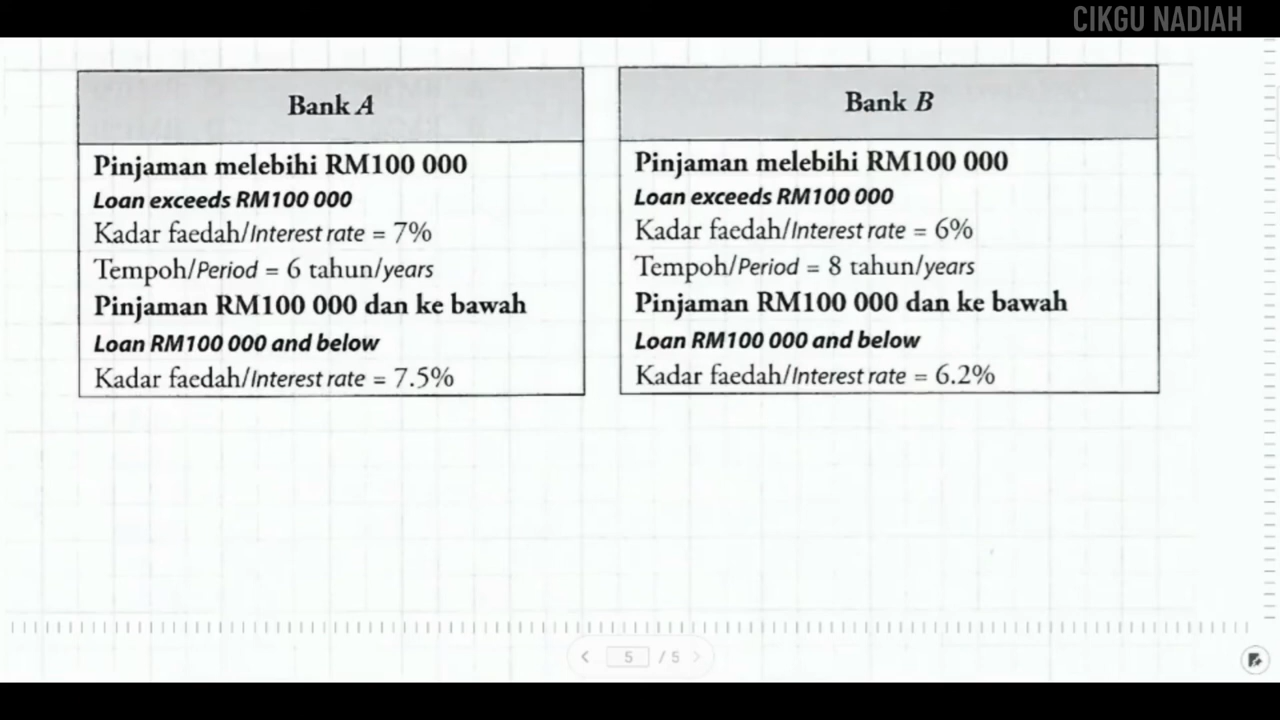 CIKGU NADIAH
Bank A
Pinjaman melebihi RM100 000
Loan exceeds RM100 000
Kadar faedah/Interest rate = 7%
Tempoh/Period = 6 tahun/years
Pinjaman RM100 000 dan ke bawah
Loan RM100 000 and below
Kadar faedah/Interest rate = 7.5%
Bank B
Pinjaman melebihi RM100 000
Loan exceeds RM100 000
Kadar faedah/Interest rate = 6%
Tempoh/Period = 8 tahun/years
Pinjaman RM100 000 dan ke bawah
Loan RM100 000 and below
Kadar faedah/Interest rate = 6.2%
5 / 5